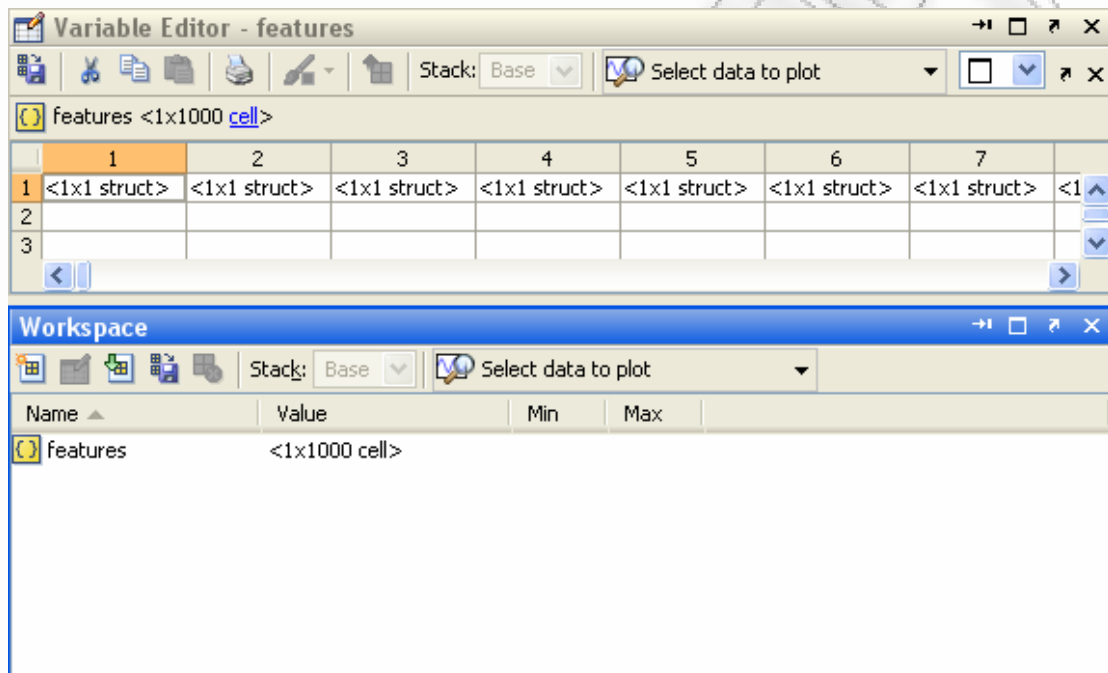 Variable Editor - features
Stack: Base Select data to plot
features <1x1000 cell>
1 2 3 4 5 6 7
1 <1x1 struct> <1x1 struct> <1x1 struct> <1x1 struct> <1x1 struct> <1x1 struct> <1x1 struct> <1
2
3
Workspace
Stack: Base Select data to plot
Name Value Min Max
features <1x1000 cell>